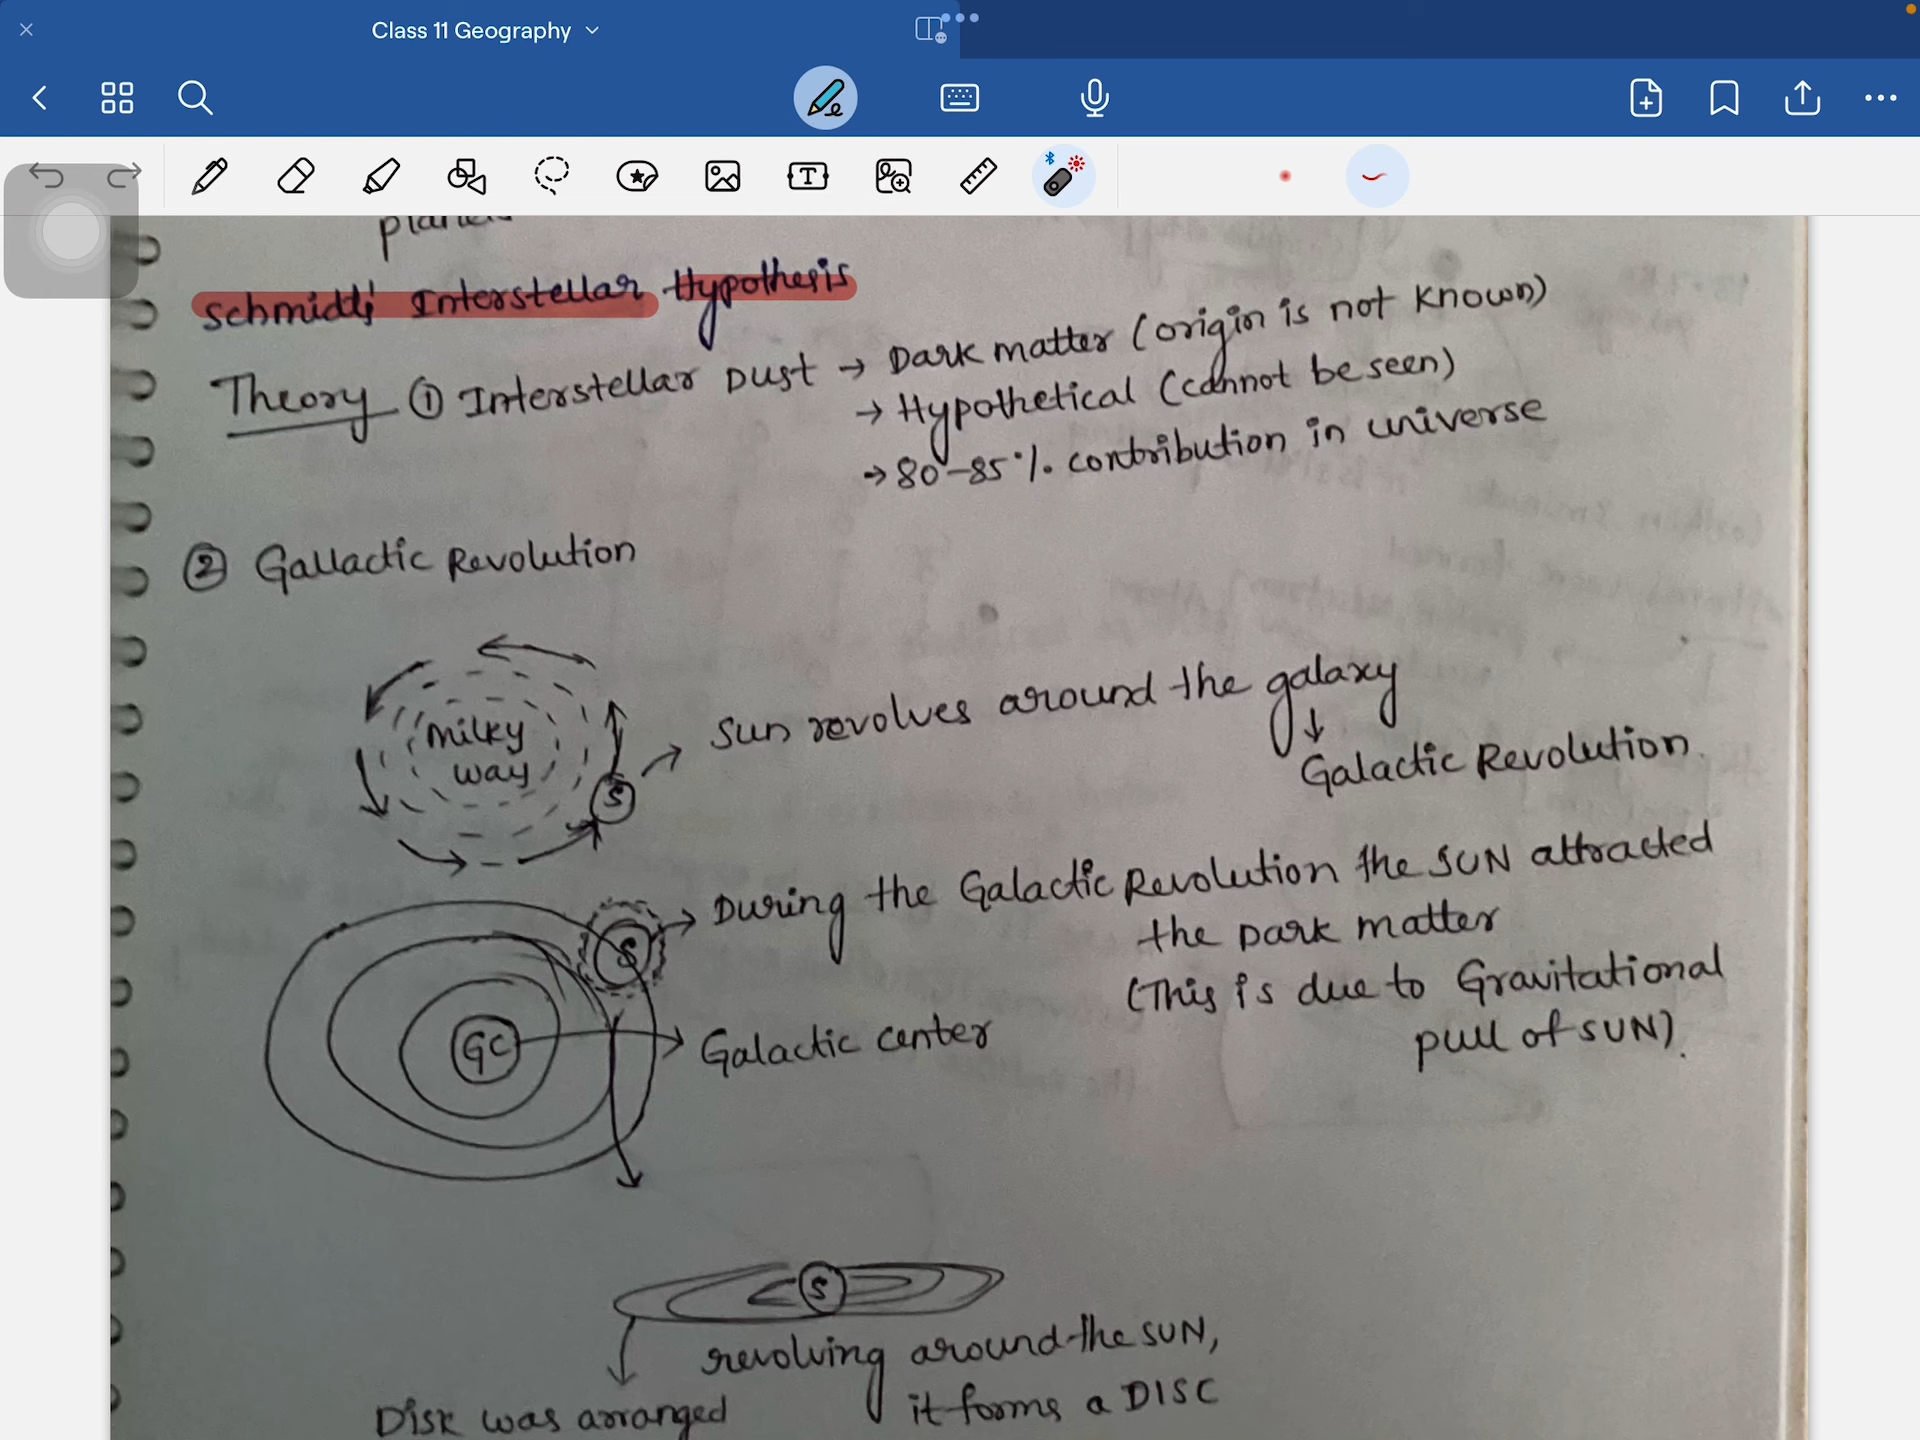 Class 11 Geography
Schmidt's Interstellar Hypothesis
Theory ① Interstellar Dust → Dark matter (origin is not known)
→ Hypothetical (cannot be seen)
→ 80-85% contribution in universe
② Gallactic Revolution
milky
way
S
→ Sun revolves around the galaxy
↓
Galactic Revolution.
S
→ During the Galactic Revolution the SUN attracted
the Dark matter
(This is due to Gravitational
pull of SUN).
GC → Galactic center
S
revolving around the SUN,
it forms a DISC
Disk was arranged